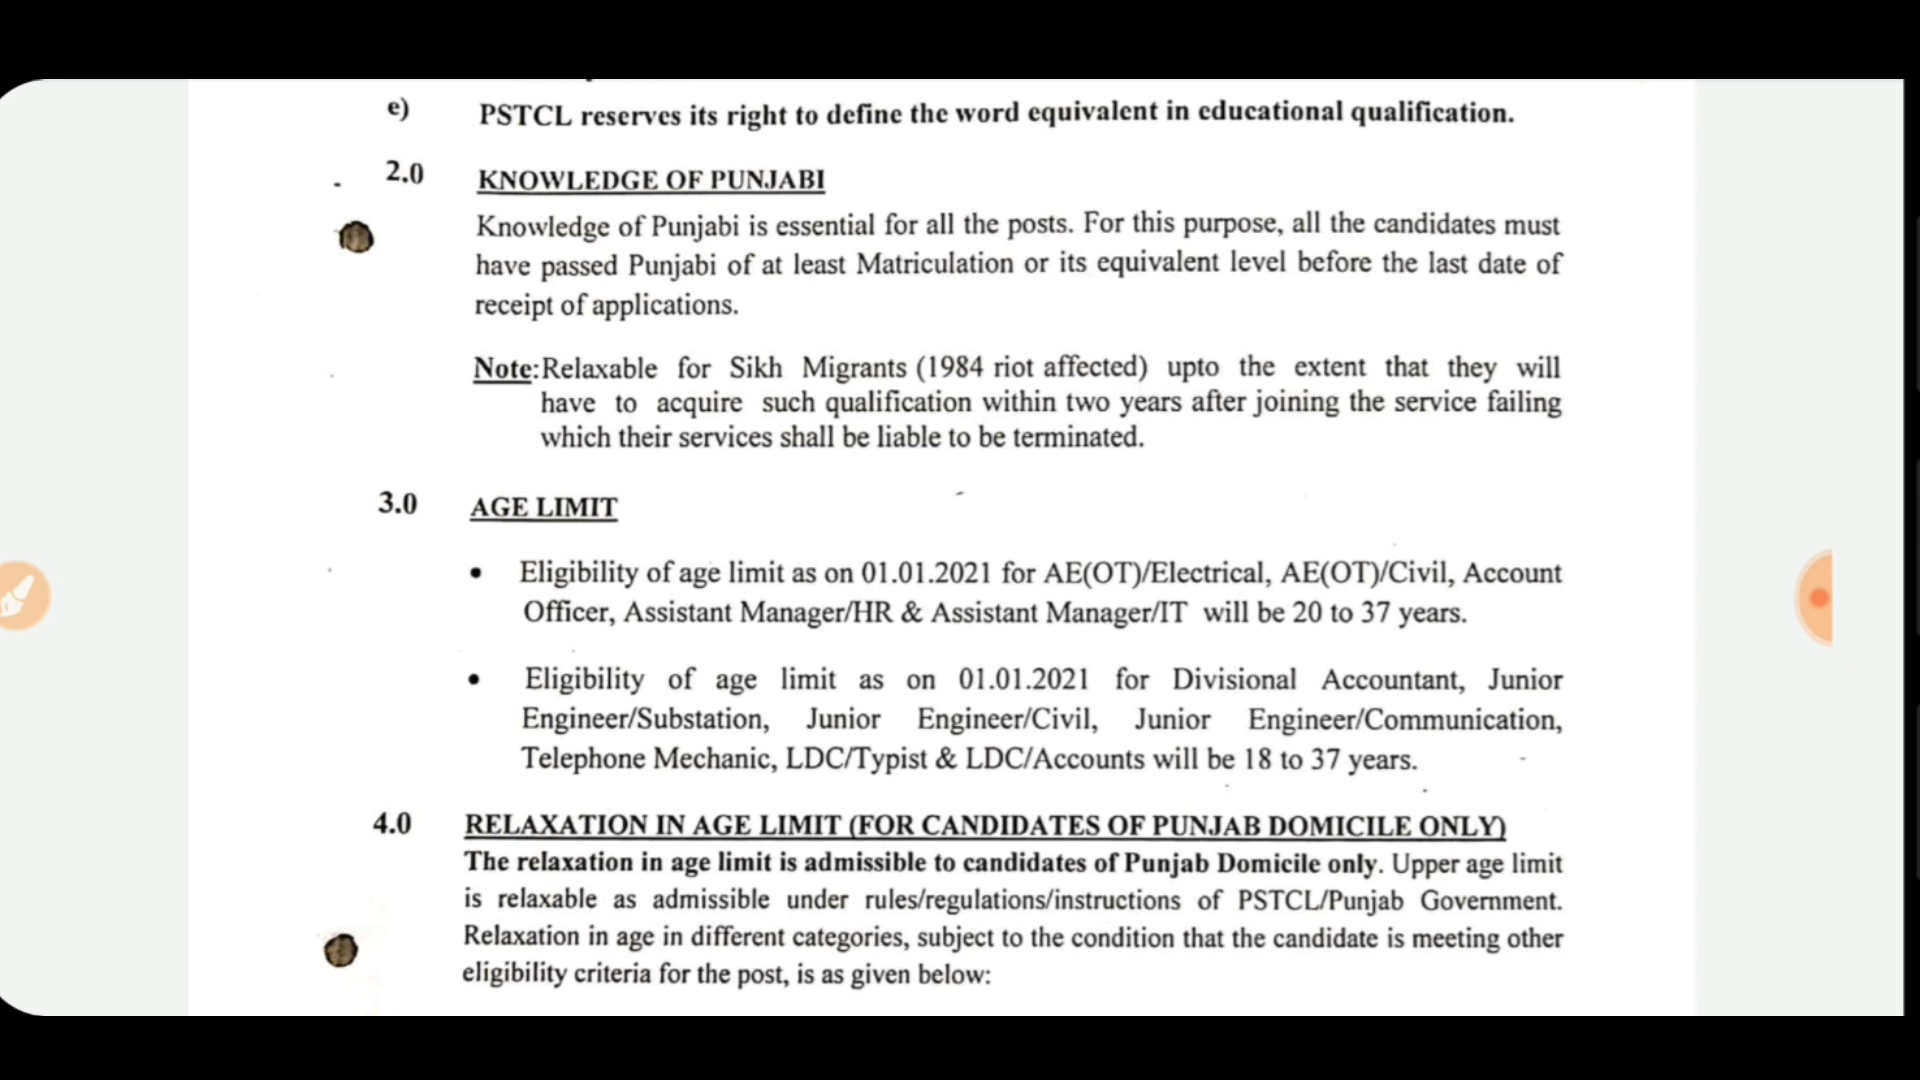 e) PSTCL reserves its right to define the word equivalent in educational qualification.
2.0 KNOWLEDGE OF PUNJABI
Knowledge of Punjabi is essential for all the posts. For this purpose, all the candidates must
have passed Punjabi of at least Matriculation or its equivalent level before the last date of
receipt of applications.
Note:Relaxable for Sikh Migrants (1984 riot affected) upto the extent that they will
have to acquire such qualification within two years after joining the service failing
which their services shall be liable to be terminated.
3.0 AGE LIMIT
• Eligibility of age limit as on 01.01.2021 for AE(OT)/Electrical, AE(OT)/Civil, Account
Officer, Assistant Manager/HR & Assistant Manager/IT will be 20 to 37 years.
• Eligibility of age limit as on 01.01.2021 for Divisional Accountant, Junior
Engineer/Substation, Junior Engineer/Civil, Junior Engineer/Communication,
Telephone Mechanic, LDC/Typist & LDC/Accounts will be 18 to 37 years.
4.0 RELAXATION IN AGE LIMIT (FOR CANDIDATES OF PUNJAB DOMICILE ONLY)
The relaxation in age limit is admissible to candidates of Punjab Domicile only. Upper age limit
is relaxable as admissible under rules/regulations/instructions of PSTCL/Punjab Government.
Relaxation in age in different categories, subject to the condition that the candidate is meeting other
eligibility criteria for the post, is as given below: